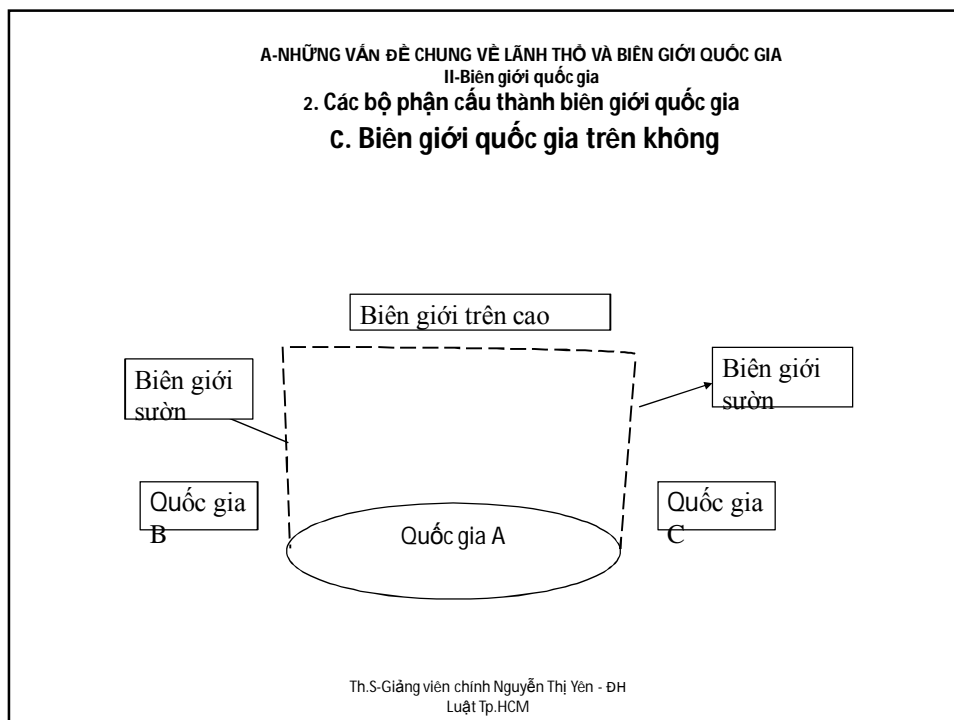 A-NHỮNG VẤN ĐỀ CHUNG VỀ LÃNH THỔ VÀ BIÊN GIỚI QUỐC GIA
II-Biên giới quốc gia
2. Các bộ phận cấu thành biên giới quốc gia
C. Biên giới quốc gia trên không
Biên giới trên cao
Biên giới
sườn
Biên giới
sườn
Quốc gia
B
Quốc gia A
Quốc gia
C
Th.S-Giảng viên chính Nguyễn Thị Yên - ĐH
Luật Tp.HCM